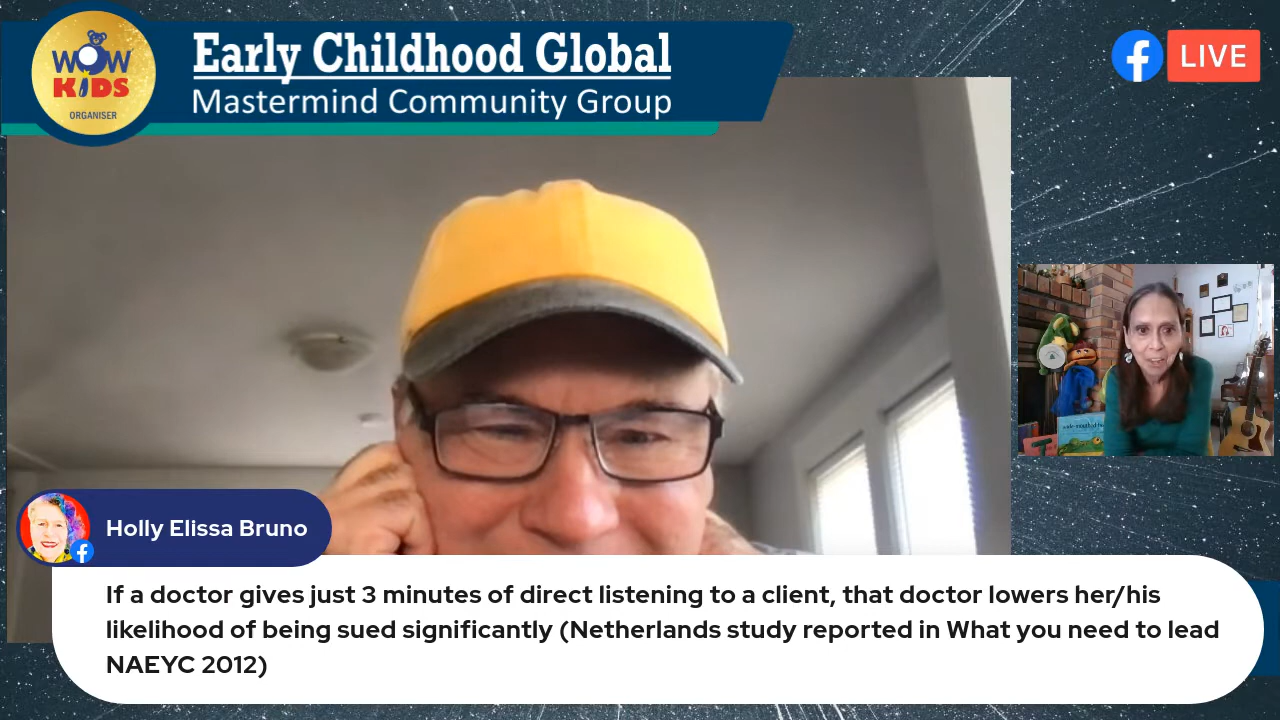 WOW
KIDS
ORGANISER
Early Childhood Global
Mastermind Community Group
LIVE
Holly Elissa Bruno
If a doctor gives just 3 minutes of direct listening to a client, that doctor lowers her/his
likelihood of being sued significantly (Netherlands study reported in What you need to lead
NAEYC 2012)